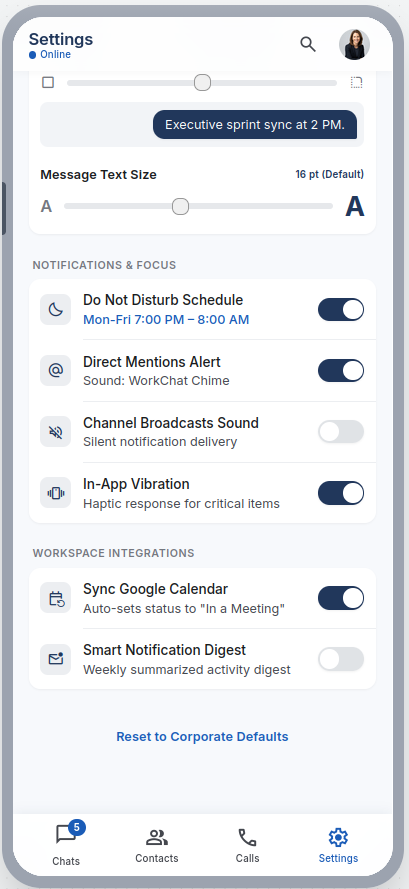 Settings
Online
Executive sprint sync at 2 PM.
Message Text Size
16 pt (Default)
A
A
NOTIFICATIONS & FOCUS
Do Not Disturb Schedule
Mon-Fri 7:00 PM – 8:00 AM
Direct Mentions Alert
Sound: WorkChat Chime
Channel Broadcasts Sound
Silent notification delivery
In-App Vibration
Haptic response for critical items
WORKSPACE INTEGRATIONS
Sync Google Calendar
Auto-sets status to "In a Meeting"
Smart Notification Digest
Weekly summarized activity digest
Reset to Corporate Defaults
5
Chats
Contacts
Calls
Settings